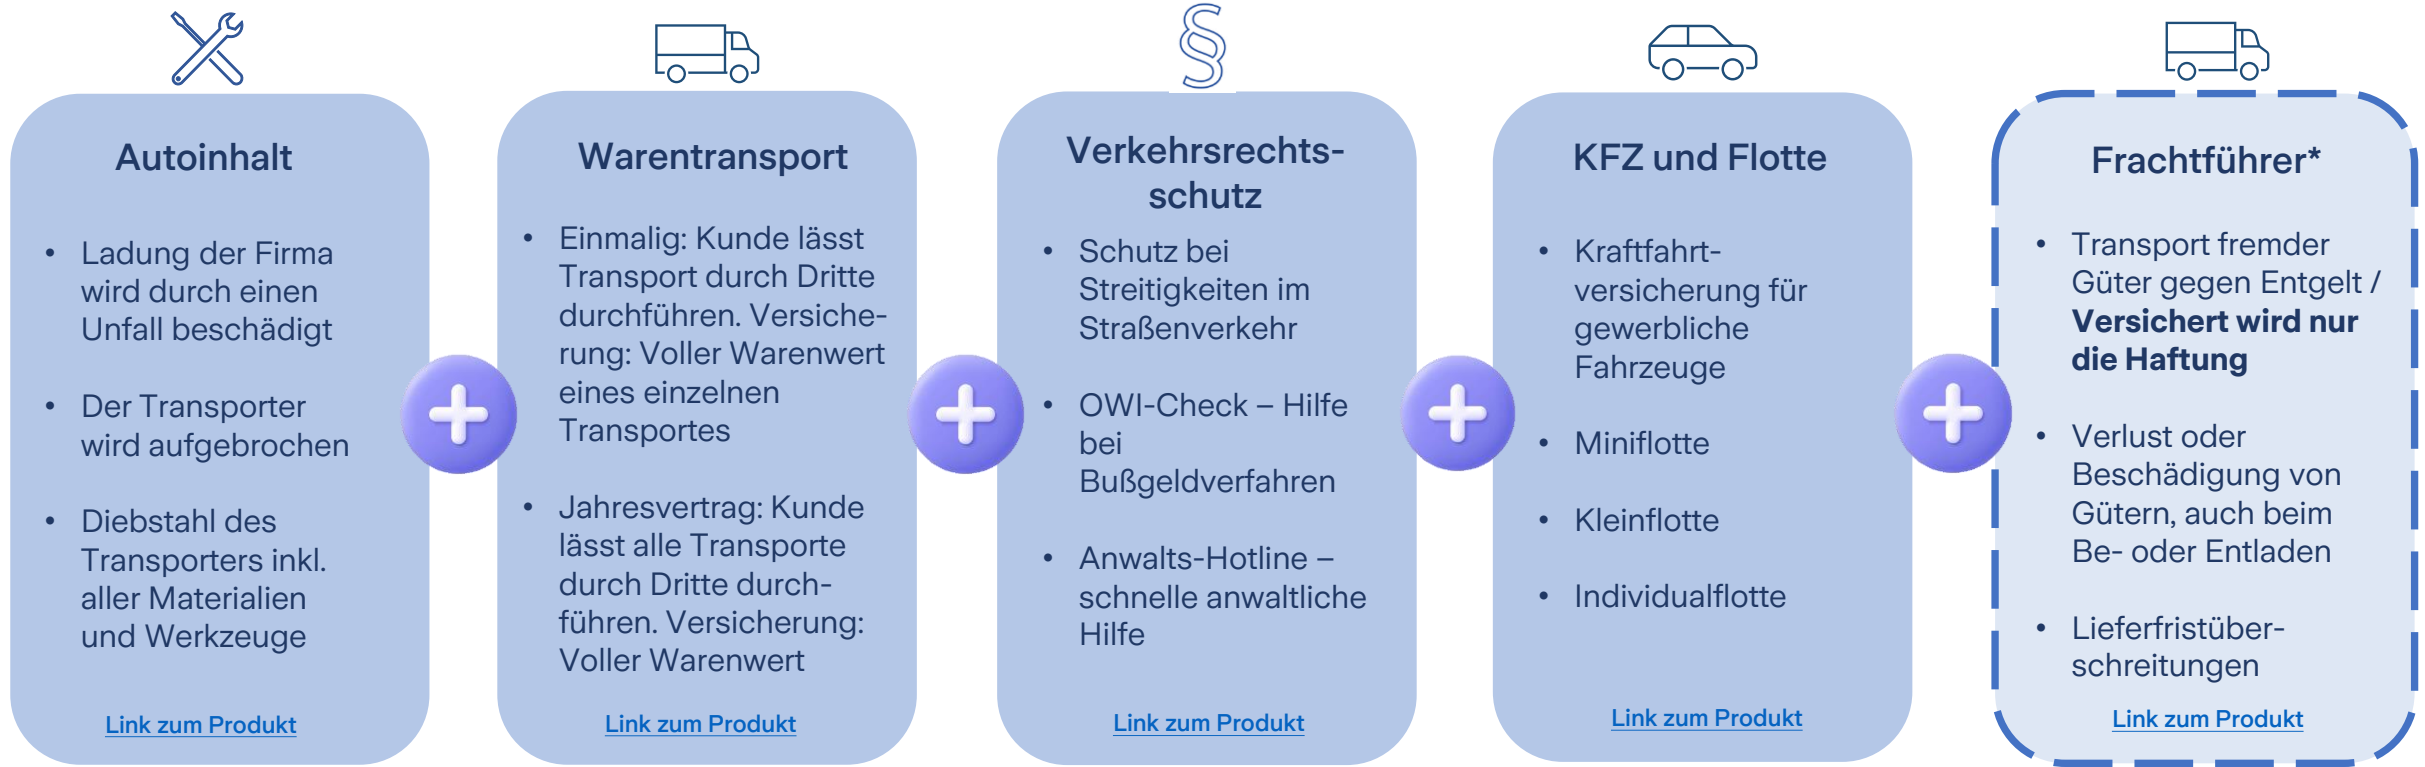 Autoinhalt
• Ladung der Firma
wird durch einen
Unfall beschädigt
• Der Transporter
wird aufgebrochen
• Diebstahl des
Transporters inkl.
aller Materialien
und Werkzeuge
Link zum Produkt
Warentransport
• Einmalig: Kunde lässt
Transport durch Dritte
durchführen. Versiche-
rung: Voller Warenwert
eines einzelnen
Transportes
• Jahresvertrag: Kunde
lässt alle Transporte
durch Dritte durch-
führen. Versicherung:
Voller Warenwert
Link zum Produkt
§
Verkehrsrechts-
schutz
• Schutz bei
Streitigkeiten im
Straßenverkehr
• OWI-Check – Hilfe
bei
Bußgeldverfahren
• Anwalts-Hotline –
schnelle anwaltliche
Hilfe
Link zum Produkt
KFZ und Flotte
• Kraftfahrt-
versicherung für
gewerbliche
Fahrzeuge
• Miniflotte
• Kleinflotte
• Individualflotte
Link zum Produkt
Frachtführer*
• Transport fremder
Güter gegen Entgelt /
Versichert wird nur
die Haftung
• Verlust oder
Beschädigung von
Gütern, auch beim
Be- oder Entladen
• Lieferfristüber-
schreitungen
Link zum Produkt